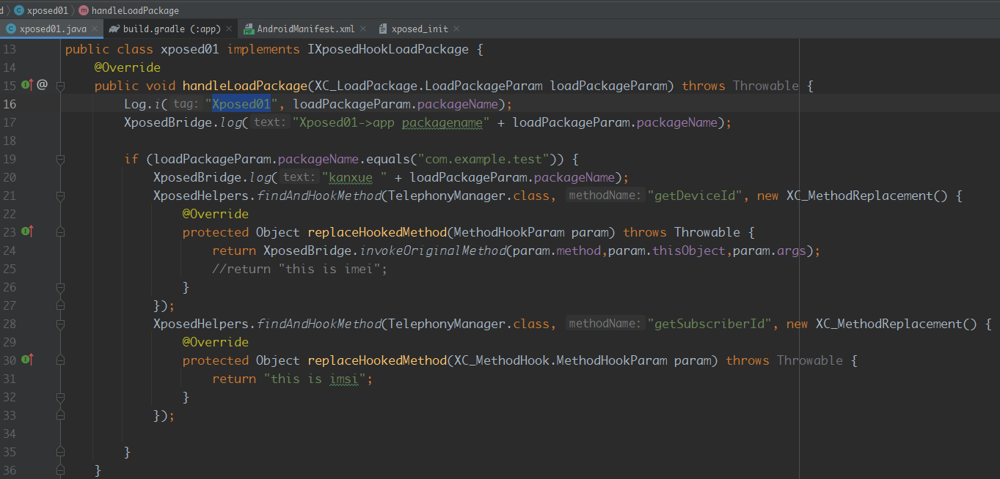 d xposed01 handleLoadPackage
xposed01.java build.gradle (:app) AndroidManifest.xml xposed_init
13 public class xposed01 implements IXposedHookLoadPackage {
14 @Override
15 public void handleLoadPackage(XC_LoadPackage.LoadPackageParam loadPackageParam) throws Throwable {
16 Log.i( tag: "Xposed01", loadPackageParam.packageName);
17 XposedBridge.log( text: "Xposed01->app packagename" + loadPackageParam.packageName);
18
19 if (loadPackageParam.packageName.equals("com.example.test")) {
20 XposedBridge.log( text: "kanxue " + loadPackageParam.packageName);
21 XposedHelpers.findAndHookMethod(TelephonyManager.class, methodName: "getDeviceId", new XC_MethodReplacement() {
22 @Override
23 protected Object replaceHookedMethod(MethodHookParam param) throws Throwable {
24 return XposedBridge.invokeOriginalMethod(param.method,param.thisObject,param.args);
25 //return "this is imei";
26 }
27 });
28 XposedHelpers.findAndHookMethod(TelephonyManager.class, methodName: "getSubscriberId", new XC_MethodReplacement() {
29 @Override
30 protected Object replaceHookedMethod(XC_MethodHook.MethodHookParam param) throws Throwable {
31 return "this is imsi";
32 }
33 });
34
35 }
36 }